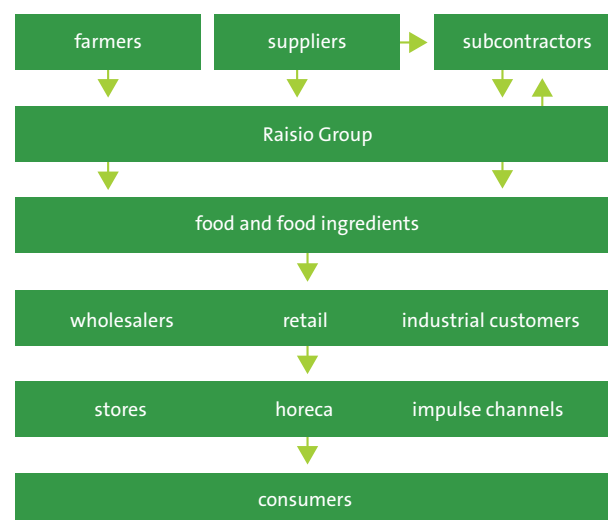 farmers suppliers subcontractors
Raisio Group
food and food ingredients
wholesalers retail industrial customers
stores horeca impulse channels
consumers